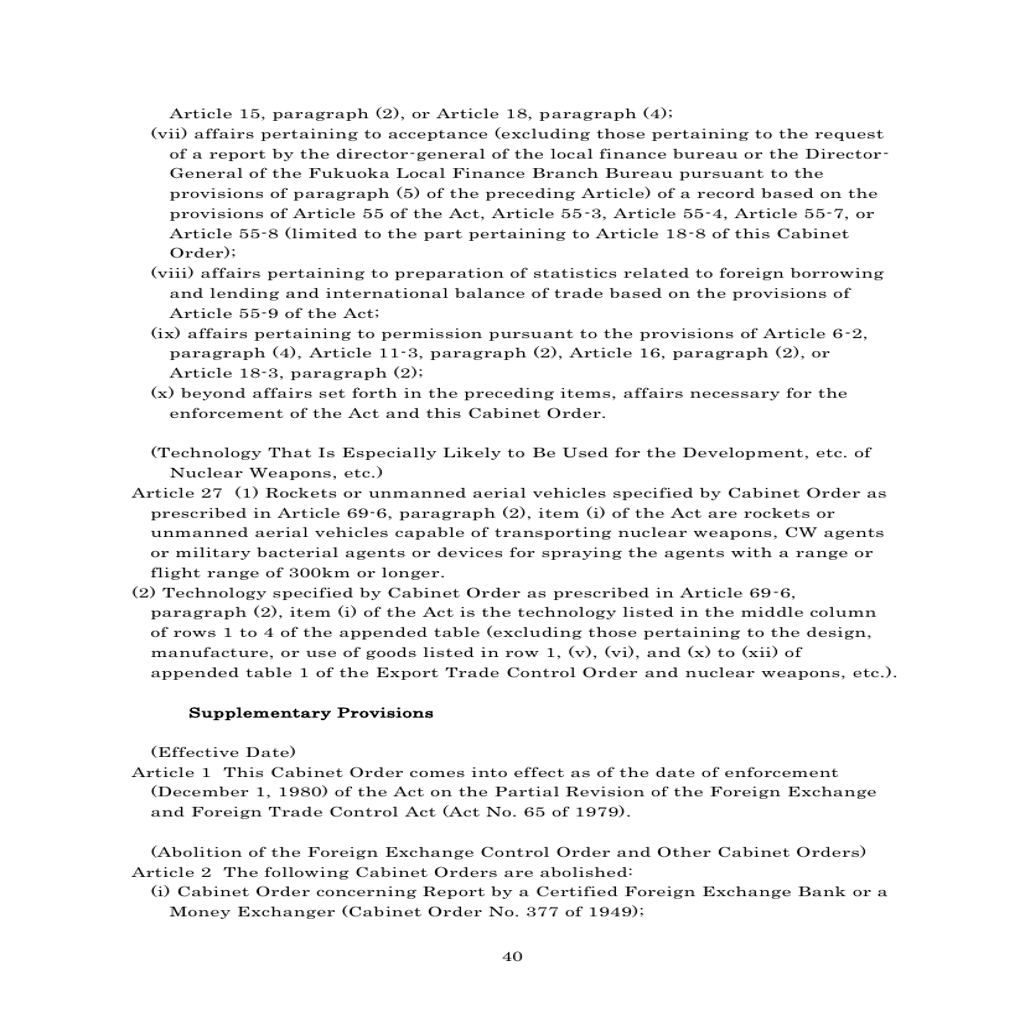 Article 15, paragraph (2), or Article 18, paragraph (4);
(vii) affairs pertaining to acceptance (excluding those pertaining to the request
of a report by the director-general of the local finance bureau or the Director-
General of the Fukuoka Local Finance Branch Bureau pursuant to the
provisions of paragraph (5) of the preceding Article) of a record based on the
provisions of Article 55 of the Act, Article 55-3, Article 55-4, Article 55-7, or
Article 55-8 (limited to the part pertaining to Article 18-8 of this Cabinet
Order);
(viii) affairs pertaining to preparation of statistics related to foreign borrowing
and lending and international balance of trade based on the provisions of
Article 55-9 of the Act;
(ix) affairs pertaining to permission pursuant to the provisions of Article 6-2,
paragraph (4), Article 11-3, paragraph (2), Article 16, paragraph (2), or
Article 18-3, paragraph (2);
(x) beyond affairs set forth in the preceding items, affairs necessary for the
enforcement of the Act and this Cabinet Order.
(Technology That Is Especially Likely to Be Used for the Development, etc. of
Nuclear Weapons, etc.)
Article 27 (1) Rockets or unmanned aerial vehicles specified by Cabinet Order as
prescribed in Article 69-6, paragraph (2), item (i) of the Act are rockets or
unmanned aerial vehicles capable of transporting nuclear weapons, CW agents
or military bacterial agents or devices for spraying the agents with a range or
flight range of 300km or longer.
(2) Technology specified by Cabinet Order as prescribed in Article 69-6,
paragraph (2), item (i) of the Act is the technology listed in the middle column
of rows 1 to 4 of the appended table (excluding those pertaining to the design,
manufacture, or use of goods listed in row 1, (v), (vi), and (x) to (xii) of
appended table 1 of the Export Trade Control Order and nuclear weapons, etc.).
Supplementary Provisions
(Effective Date)
Article 1 This Cabinet Order comes into effect as of the date of enforcement
(December 1, 1980) of the Act on the Partial Revision of the Foreign Exchange
and Foreign Trade Control Act (Act No. 65 of 1979).
(Abolition of the Foreign Exchange Control Order and Other Cabinet Orders)
Article 2 The following Cabinet Orders are abolished:
(i) Cabinet Order concerning Report by a Certified Foreign Exchange Bank or a
Money Exchanger (Cabinet Order No. 377 of 1949);
40